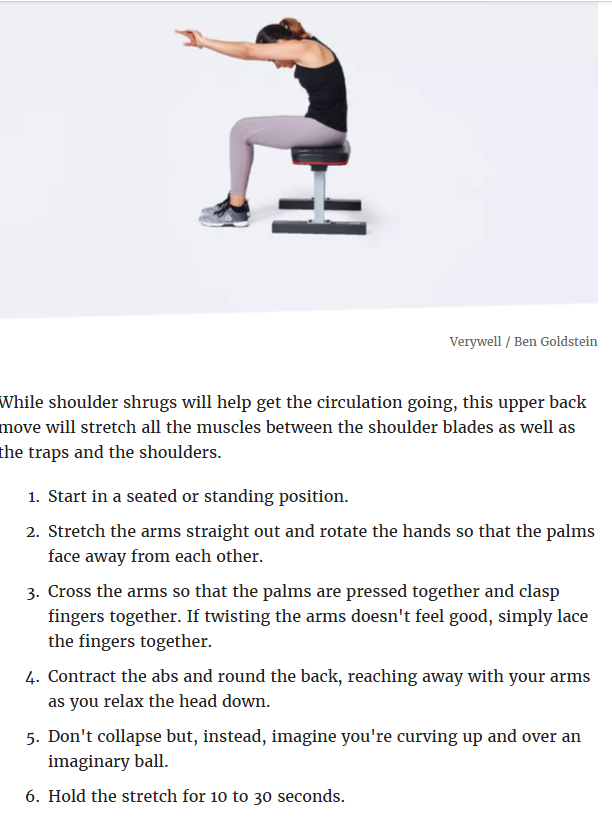 Verywell / Ben Goldstein
While shoulder shrugs will help get the circulation going, this upper back
move will stretch all the muscles between the shoulder blades as well as
the traps and the shoulders.
1. Start in a seated or standing position.
2. Stretch the arms straight out and rotate the hands so that the palms
face away from each other.
3. Cross the arms so that the palms are pressed together and clasp
fingers together. If twisting the arms doesn't feel good, simply lace
the fingers together.
4. Contract the abs and round the back, reaching away with your arms
as you relax the head down.
5. Don't collapse but, instead, imagine you're curving up and over an
imaginary ball.
6. Hold the stretch for 10 to 30 seconds.